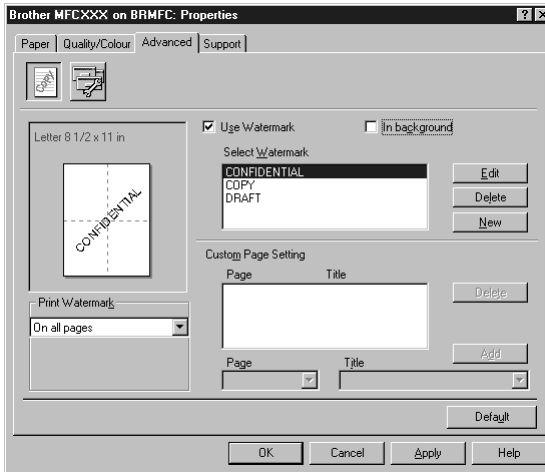 Brother MFCXXX on BRMFC: Properties
Paper Quality/Colour Advanced Support
COPY
Letter 8 1/2 x 11 in
CONFIDENTIAL
Print Watermark
On all pages
Use Watermark In background
Select Watermark
CONFIDENTIAL
COPY
DRAFT
Edit
Delete
New
Custom Page Setting
Page Title
Delete
Add
Page Title
Default
OK Cancel Apply Help